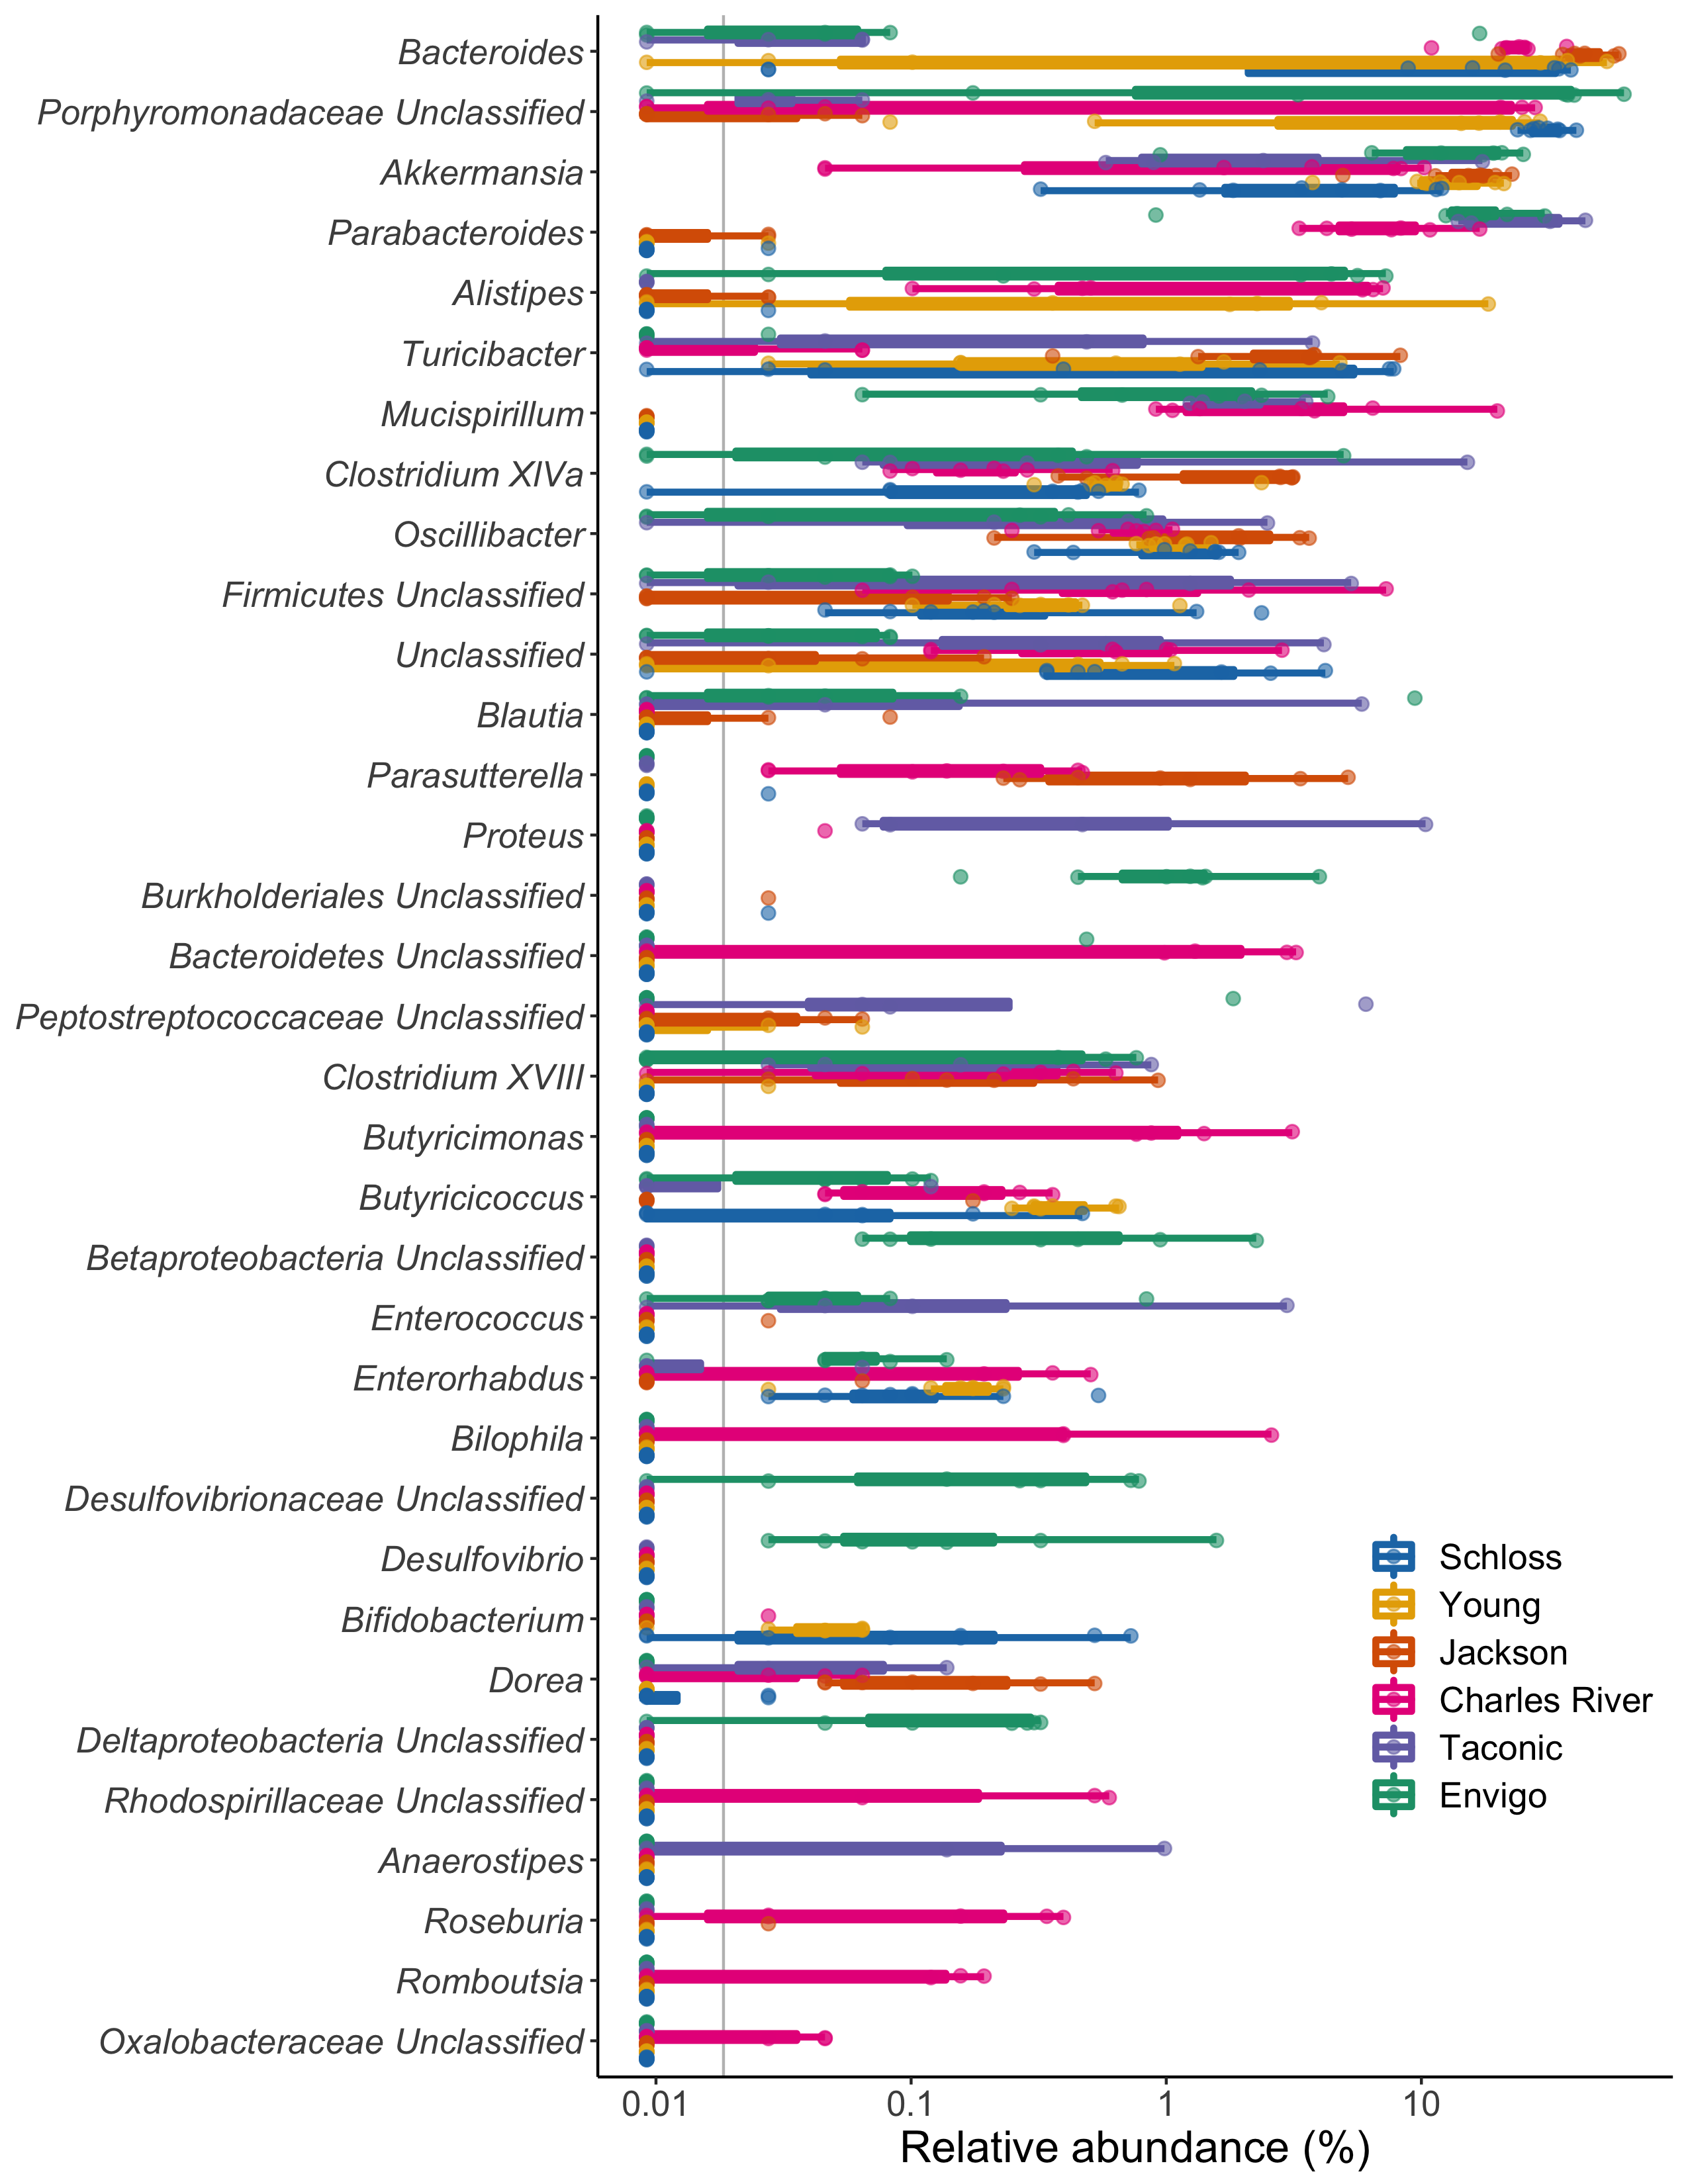 Bacteroides
Porphyromonadaceae Unclassified
Akkermansia
Parabacteroides
Alistipes
Turicibacter
Mucispirillum
Clostridium XIVa
Oscillibacter
Firmicutes Unclassified
Unclassified
Blautia
Parasutterella
Proteus
Burkholderiales Unclassified
Bacteroidetes Unclassified
Peptostreptococcaceae Unclassified
Clostridium XVIII
Butyricimonas
Butyricicoccus
Betaproteobacteria Unclassified
Enterococcus
Enterorhabdus
Bilophila
Desulfovibrionaceae Unclassified
Desulfovibrio
Bifidobacterium
Dorea
Deltaproteobacteria Unclassified
Rhodospirillaceae Unclassified
Anaerostipes
Roseburia
Romboutsia
Oxalobacteraceae Unclassified
Schloss
Young
Jackson
Charles River
Taconic
Envigo
0.01 0.1 1 10
Relative abundance (%)